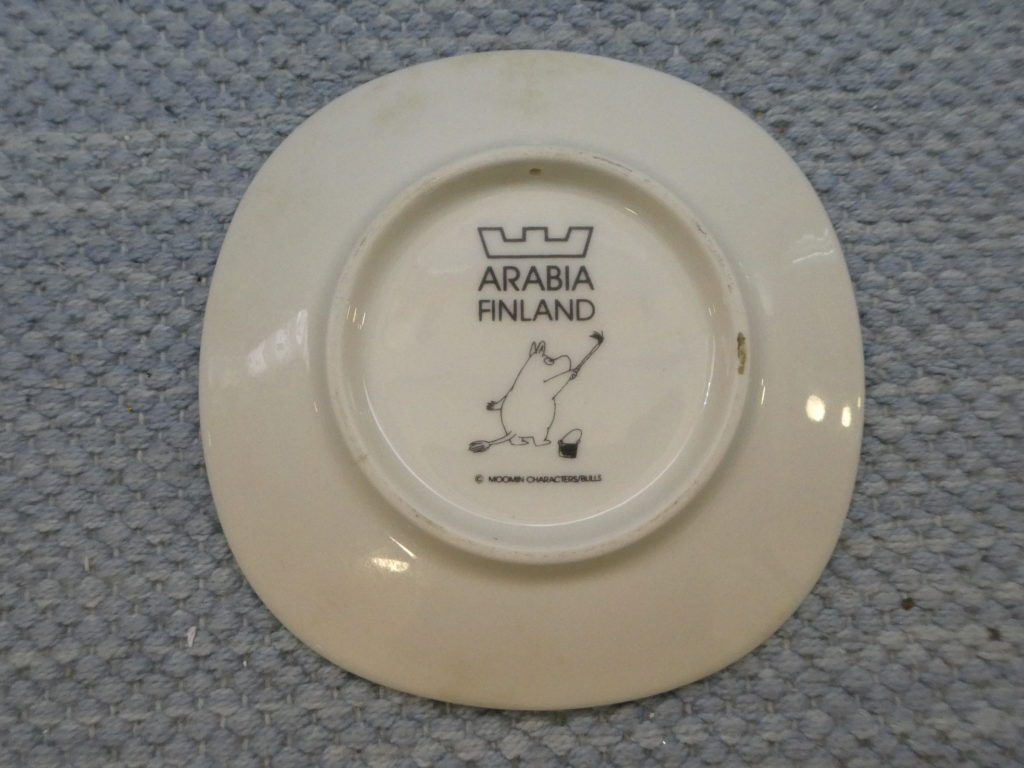 ARABIA
FINLAND
© MOOMIN CHARACTERS/BULLS